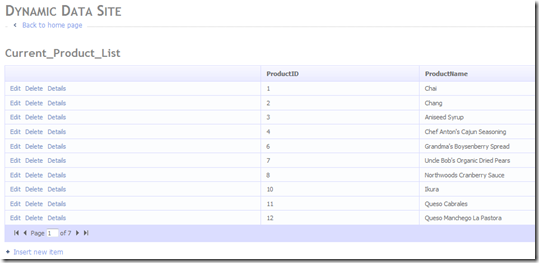 DYNAMIC DATA SITE
Back to home page
Current_Product_List
ProductID ProductName
Edit Delete Details 1 Chai
Edit Delete Details 2 Chang
Edit Delete Details 3 Aniseed Syrup
Edit Delete Details 4 Chef Anton's Cajun Seasoning
Edit Delete Details 6 Grandma's Boysenberry Spread
Edit Delete Details 7 Uncle Bob's Organic Dried Pears
Edit Delete Details 8 Northwoods Cranberry Sauce
Edit Delete Details 10 Ikura
Edit Delete Details 11 Queso Cabrales
Edit Delete Details 12 Queso Manchego La Pastora
Page 1 of 7
Insert new item